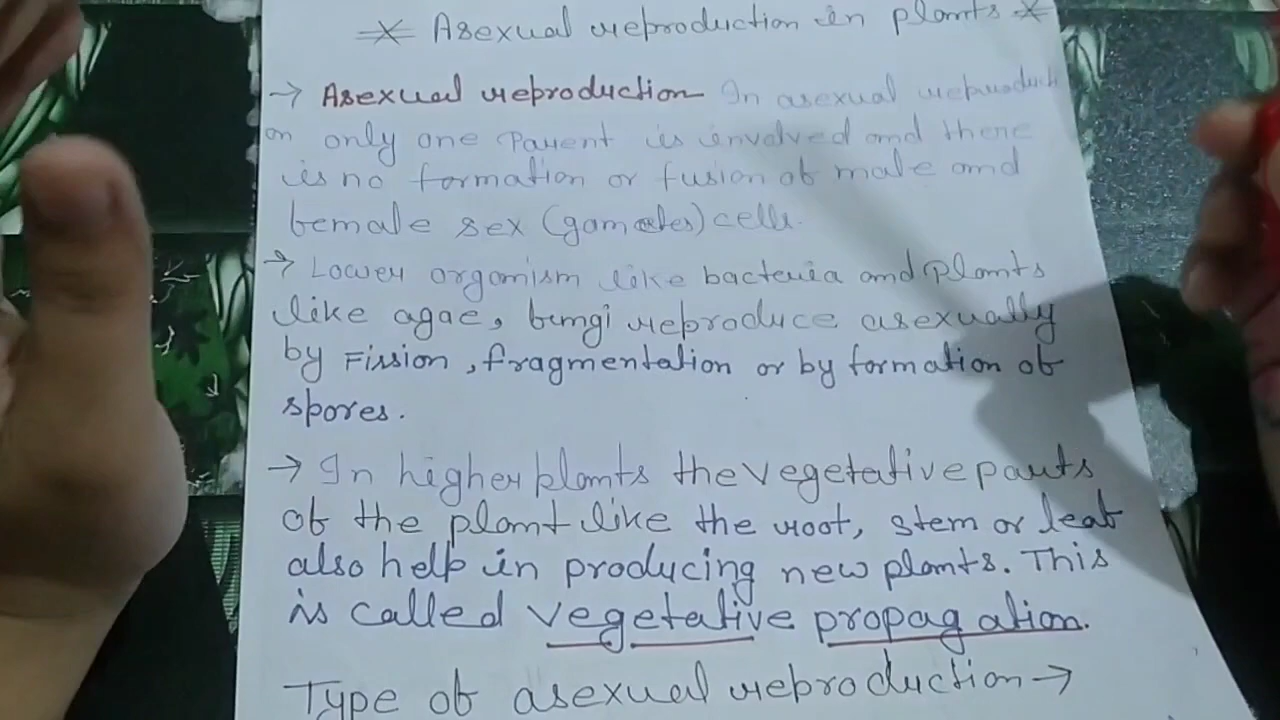 * Asexual reproduction in plants *
→ Asexual reproduction In asexual reproducti
on only one Parent is involved and there
is no formation or fusion of male and
female sex (gametes) cells.
→ Lower organism like bacteria and plants
like agae, fungi reproduce asexually
by Fission, fragmentation or by formation of
spores.
→ In higher plants the vegetative parts
of the plant like the root, stem or leaf
also help in producing new plants. This
is called vegetative propagation.
Type of asexual reproduction →